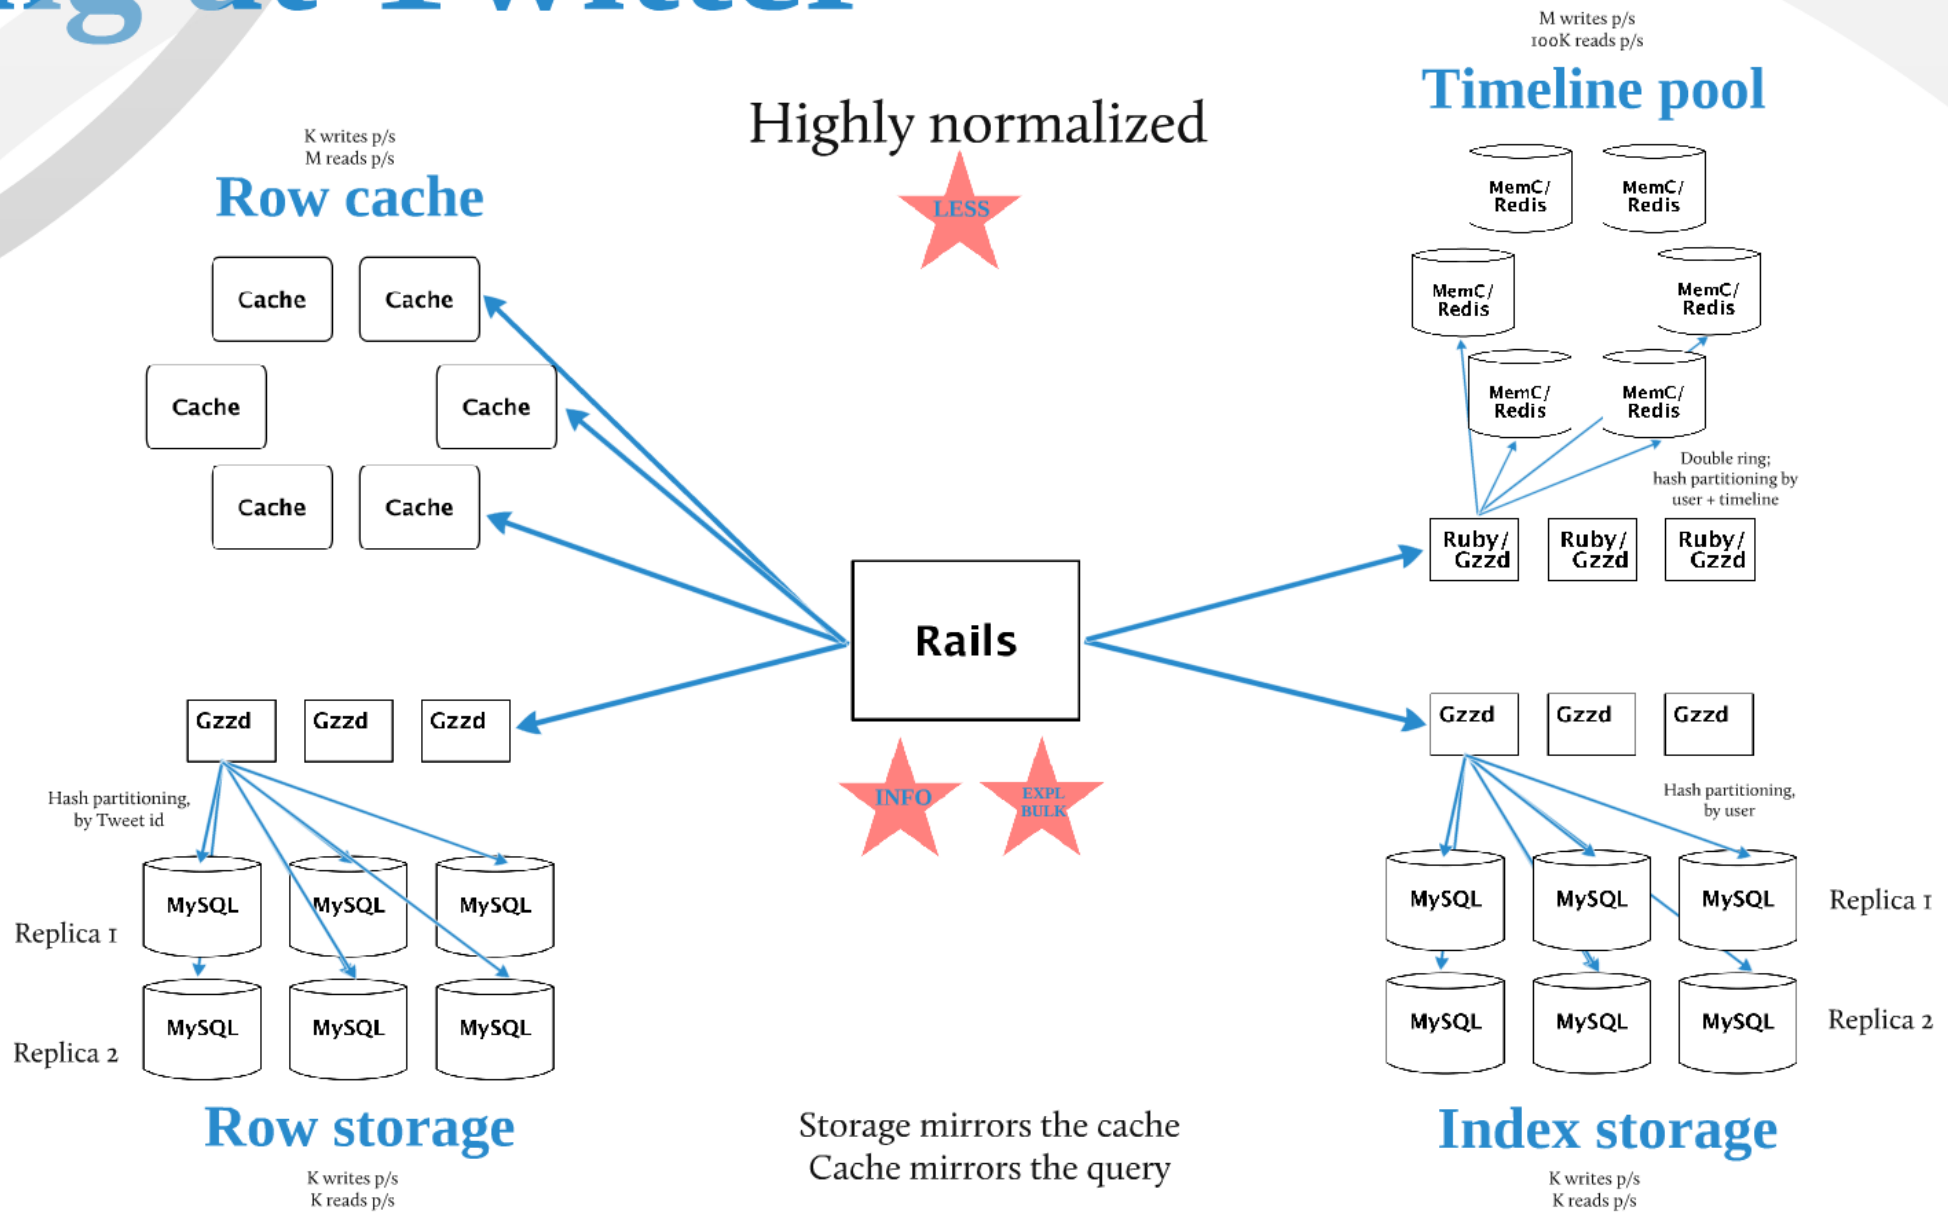 ng at Twitter
M writes p/s
100K reads p/s
Timeline pool
Highly normalized
LESS
K writes p/s
M reads p/s
Row cache
MemC/
Redis
MemC/
Redis
MemC/
Redis
MemC/
Redis
MemC/
Redis
MemC/
Redis
Double ring;
hash partitioning by
user + timeline
Cache
Cache
Cache
Cache
Cache
Cache
Ruby/
Gzzd
Ruby/
Gzzd
Ruby/
Gzzd
Rails
INFO
EXPL
BULK
Gzzd
Gzzd
Gzzd
Hash partitioning,
by Tweet id
MySQL
MySQL
MySQL
Replica 1
MySQL
MySQL
MySQL
Replica 2
Row storage
K writes p/s
K reads p/s
Storage mirrors the cache
Cache mirrors the query
Gzzd
Gzzd
Gzzd
Hash partitioning,
by user
MySQL
MySQL
MySQL
Replica 1
MySQL
MySQL
MySQL
Replica 2
Index storage
K writes p/s
K reads p/s